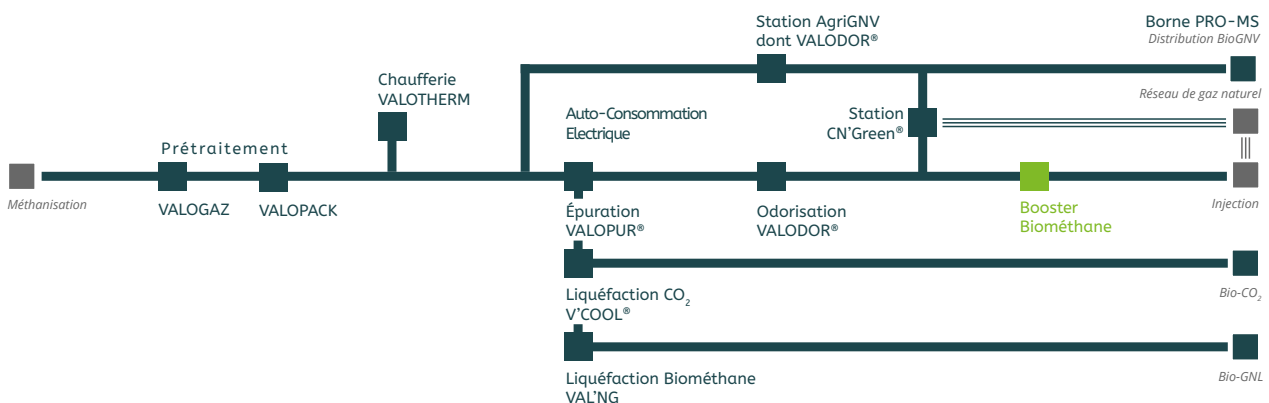 Station AgriGNV
dont VALODOR®
Borne PRO-MS
Distribution BioGNV
Chaufferie
VALOTHERM
Réseau de gaz naturel
Auto-Consommation
Electrique
Station
CN'Green®
Prétraitement
Méthanisation
VALOGAZ
VALOPACK
Épuration
VALOPUR®
Odorisation
VALODOR®
Booster
Biométhane
Injection
Liquéfaction CO₂
V'COOL®
Bio-CO₂
Liquéfaction Biométhane
VAL'NG
Bio-GNL